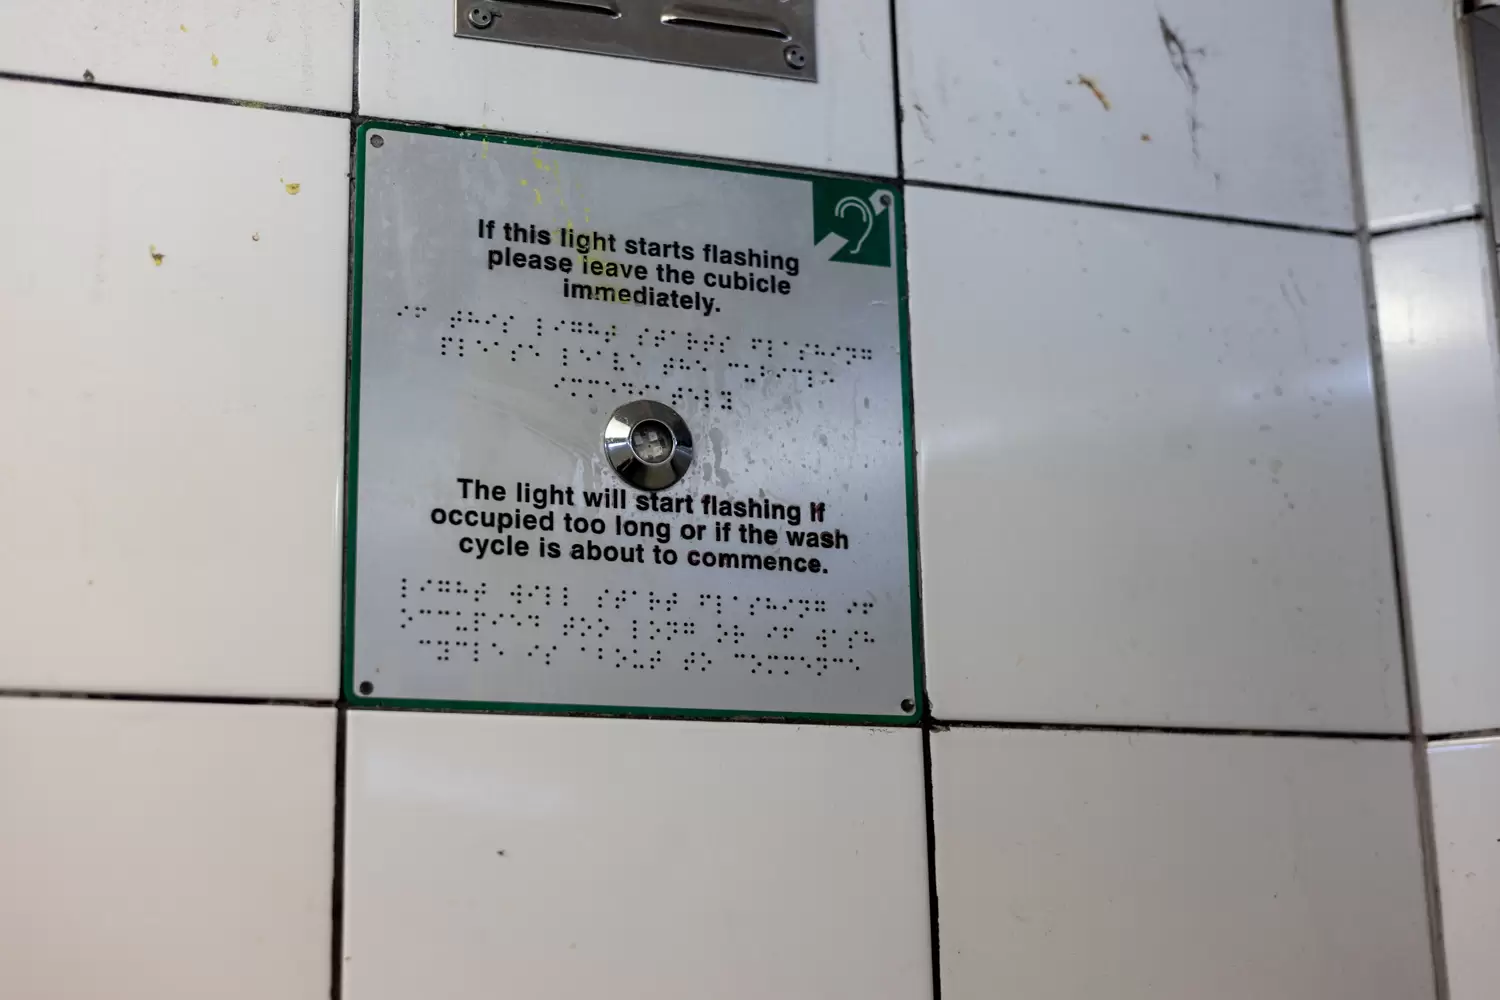 If this light starts flashing
please leave the cubicle
immediately.
The light will start flashing If
occupied too long or if the wash
cycle is about to commence.